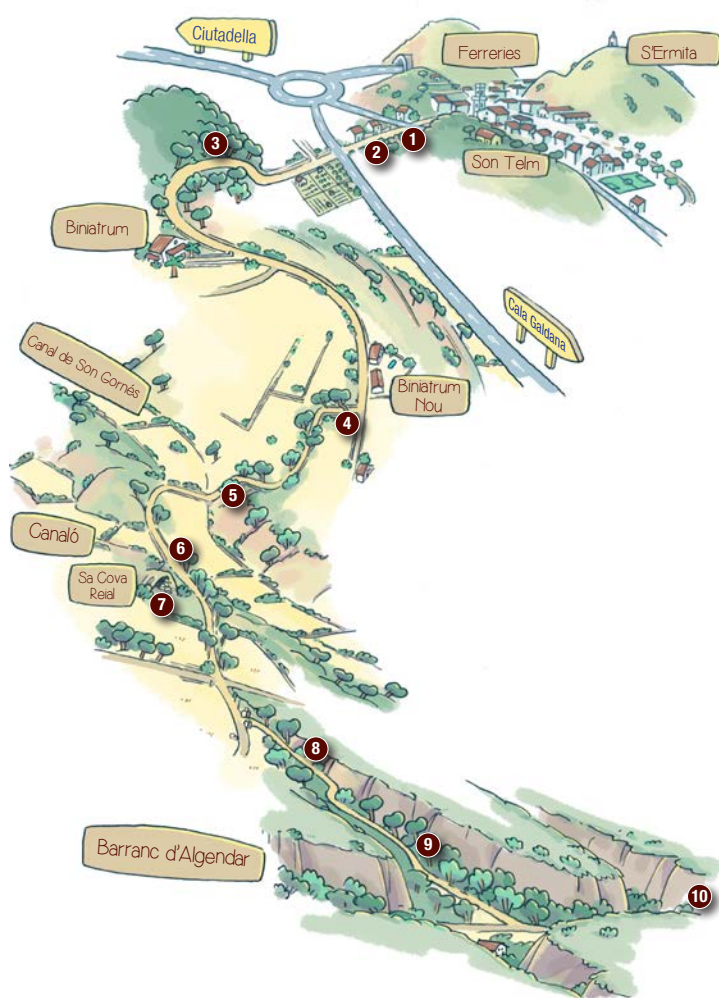 Ciutadella
Ferreries
S'Ermita
3
2
1
Son Telm
Biniatrum
Cala Galdana
Canal de Son Gornés
Biniatrum
Nou
4
5
Canaló
6
Sa Cova
Reial
7
8
Barranc d'Algendar
9
10